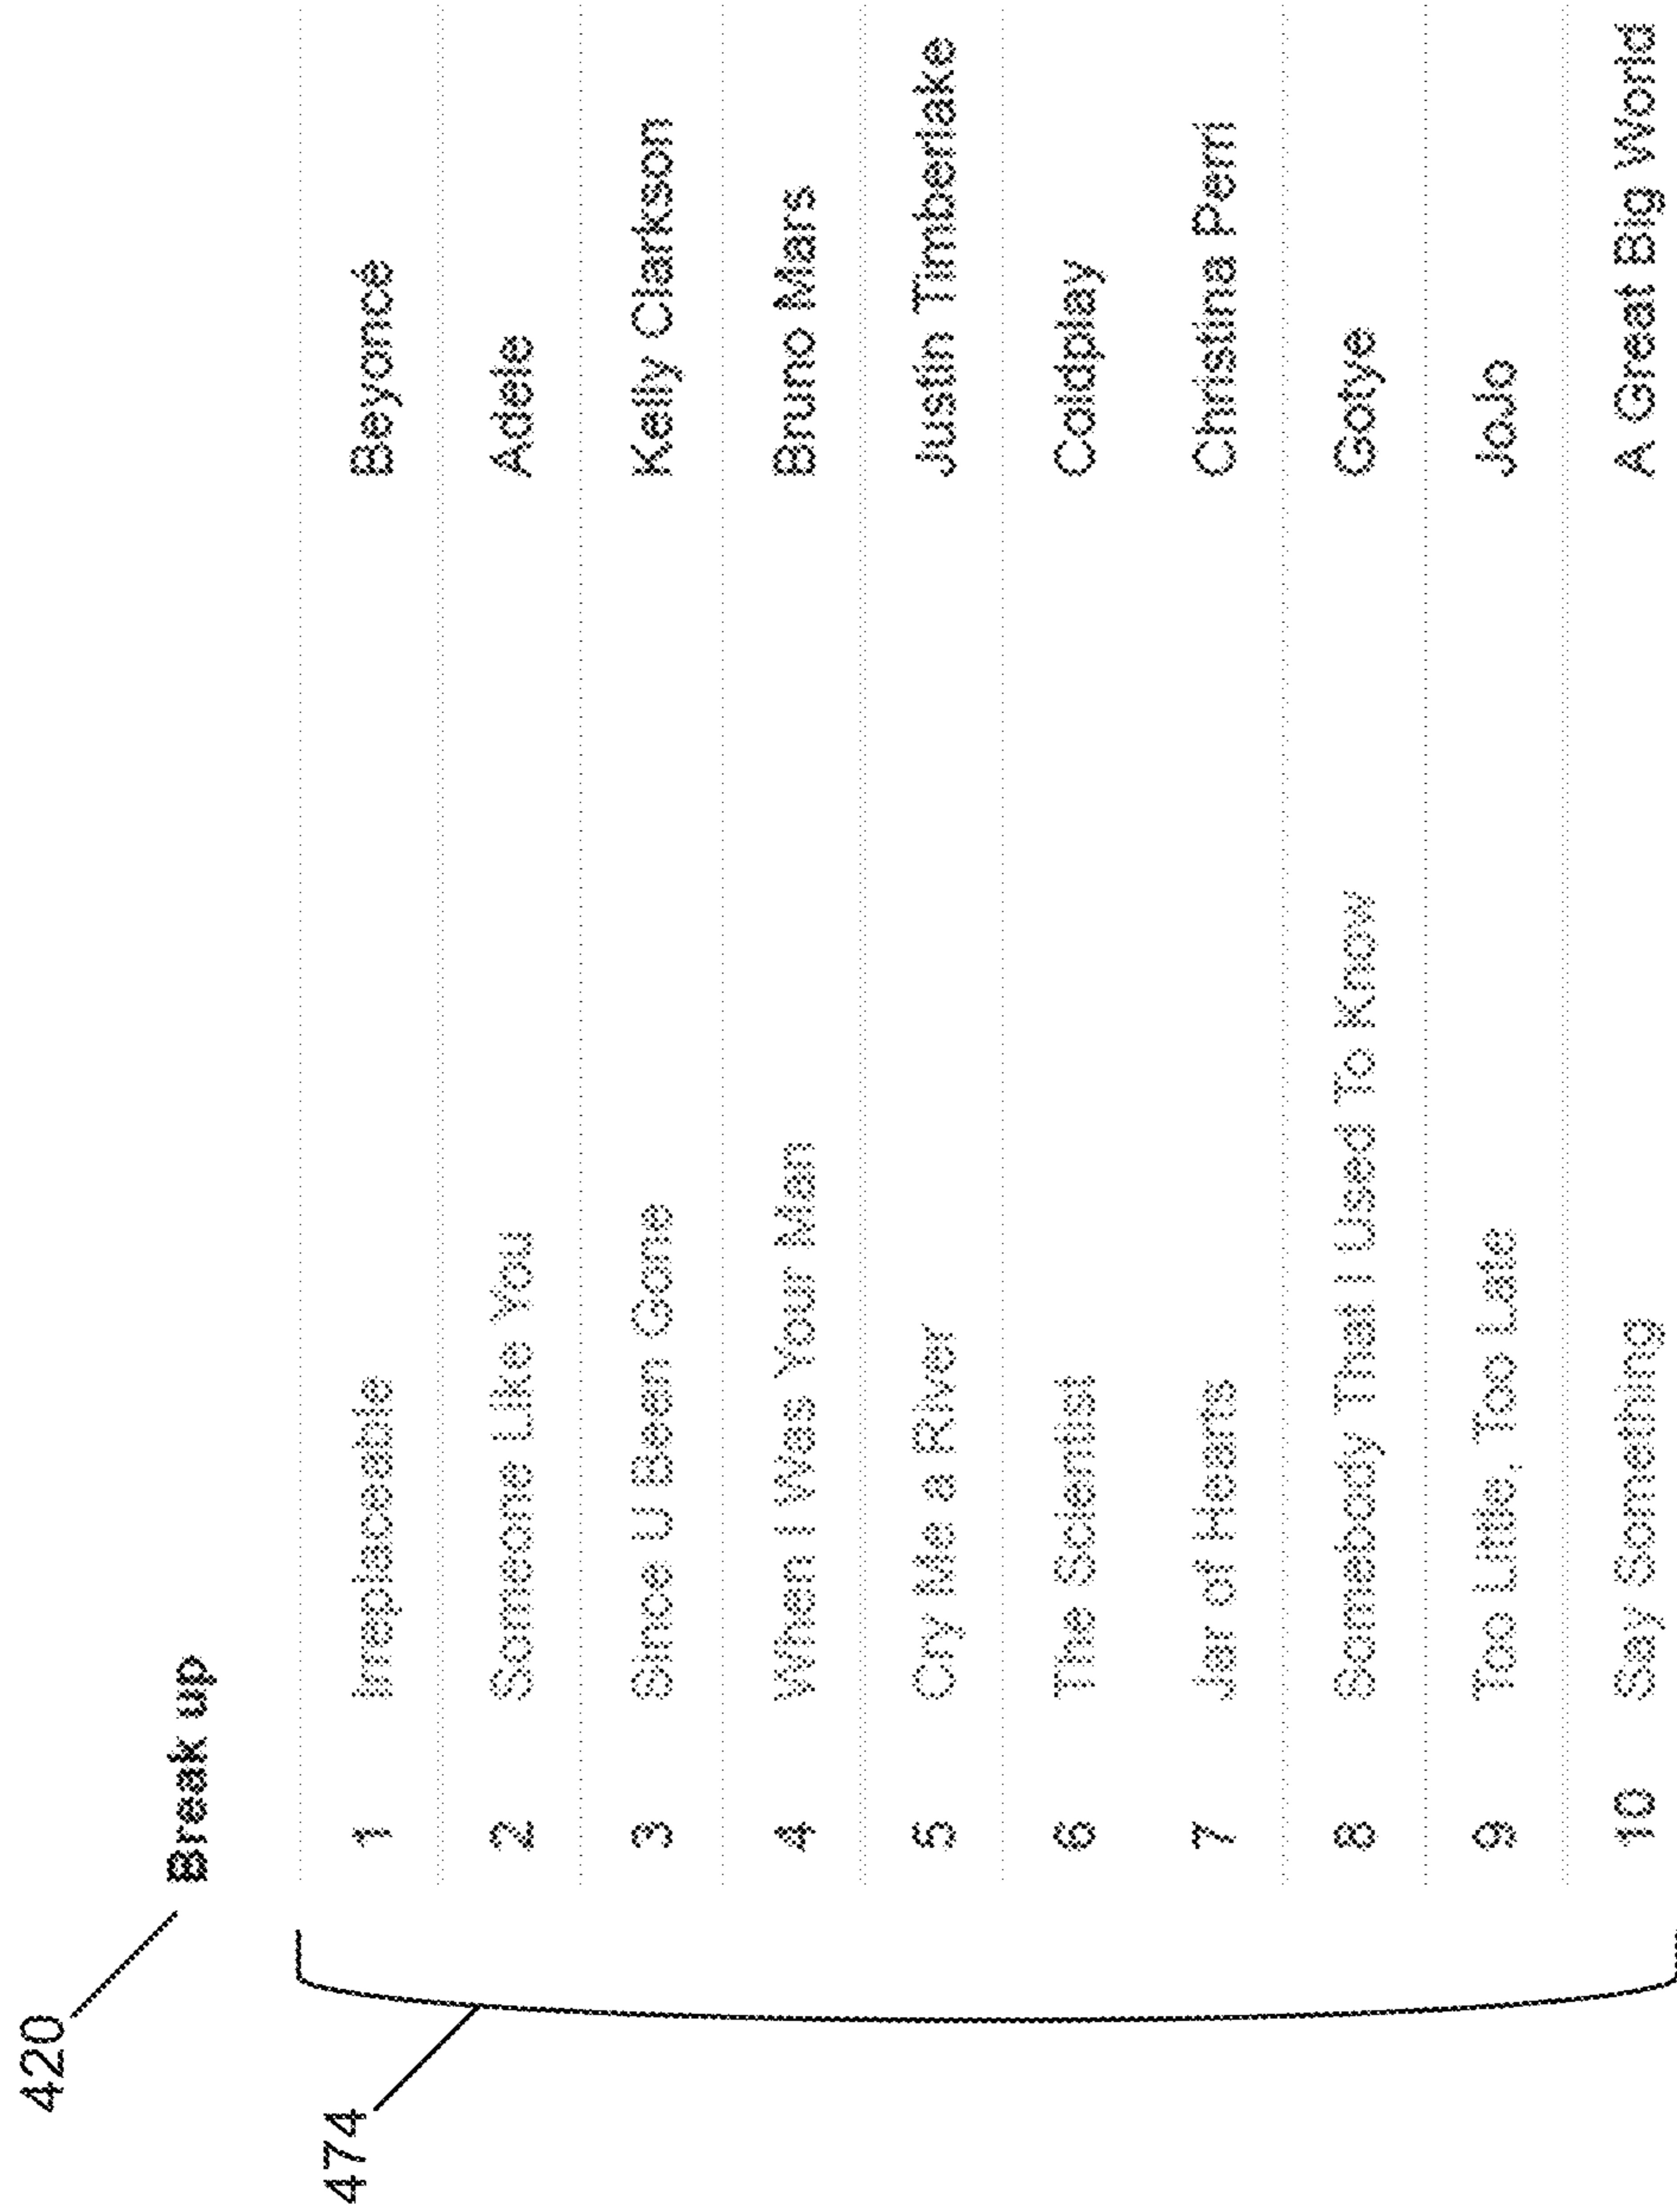 420
Break up
474
1 Irreplaceable Beyoncé
2 Someone Like You Adele
3 Since U Been Gone Kelly Clarkson
4 When I Was Your Man Bruno Mars
5 Cry Me a River Justin Timberlake
6 The Scientist Coldplay
7 Jar of Hearts Christina Perri
8 Somebody That I Used To Know Gotye
9 Too Little, Too Late JoJo
10 Say Something A Great Big World